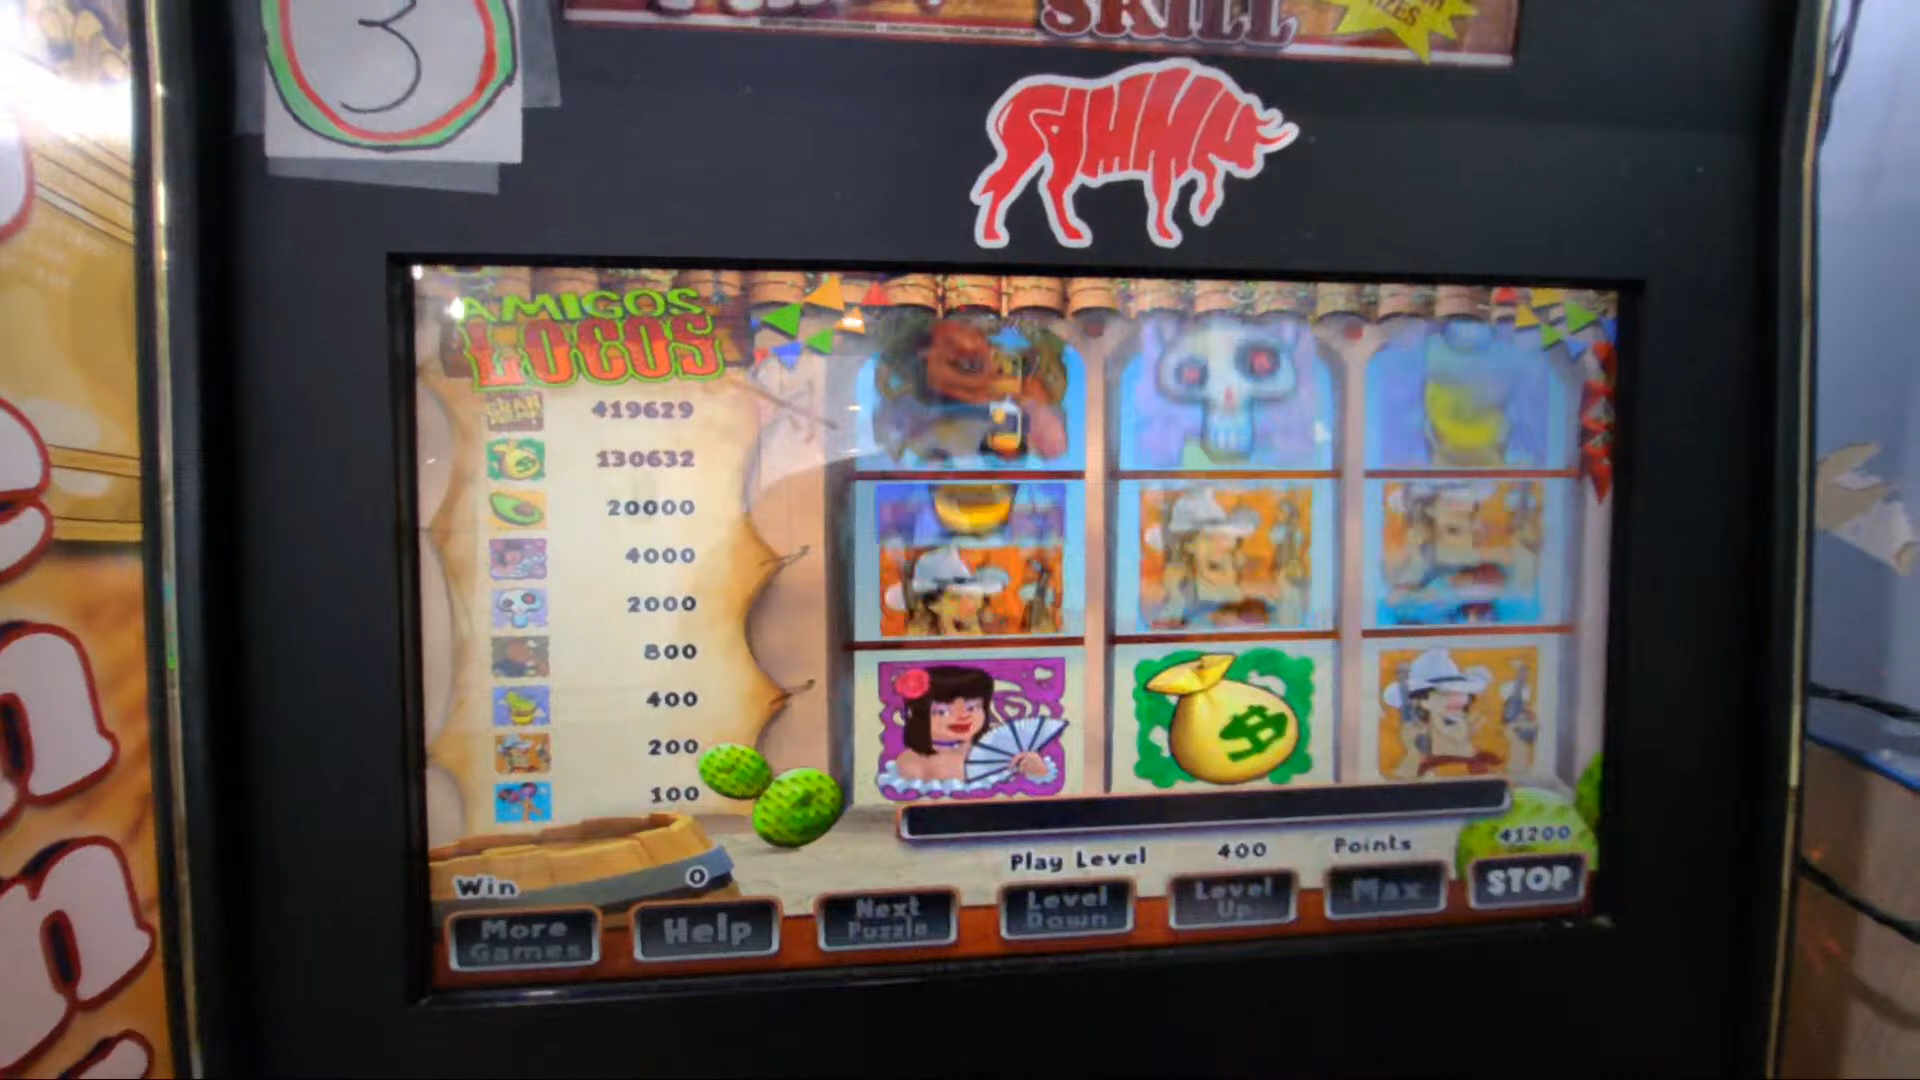 3
SKILL
AMIGOS
LOCOS
419629
130632
20000
4000
2000
800
400
200
100
Play Level 400 Points 41200
Win 0
More Games
Help
Next Puzzle
Level Down
Level Up
Max
STOP